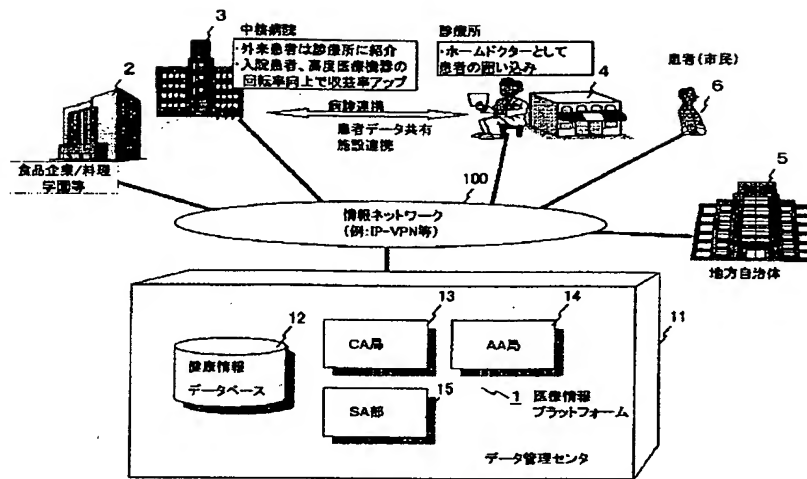 3
中核病院
・外来患者は診療所に紹介
・入院患者、高度医療機器の
回転率向上で収益率アップ
診療所
・ホームドクターとして
患者の囲い込み
4
患者(市民)
6
2
病診連携
患者データ共有
施設連携
食品企業/料理
学園等
100
情報ネットワーク
(例:IP-VPN等)
5
地方自治体
11
12
健康情報
データベース
13
CA局
14
AA局
15
SA部
1 医療情報
プラットフォーム
データ管理センタ